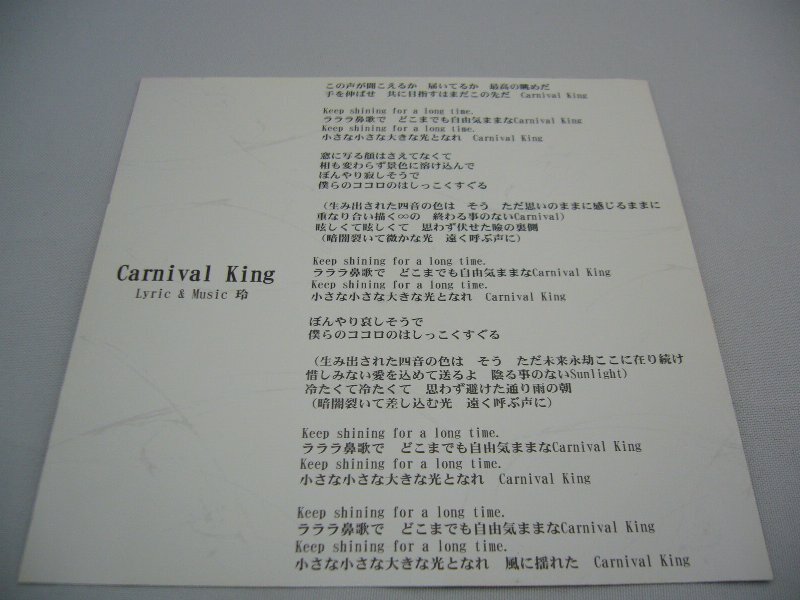 この声が聞こえるか　届いてるか　最高の眺めだ
手を伸ばせ　共に目指すはまだこの先だ　Carnival King
Keep shining for a long time.
ラララ鼻歌で　どこまでも自由気ままなCarnival King
Keep shining for a long time.
小さな小さな大きな光となれ　Carnival King
窓に写る顔はさえてなくて
相も変わらず景色に溶け込んで
ぼんやり寂しそうで
僕らのココロのはしっこくすぐる
（生み出された四音の色は　そう　ただ思いのままに感じるままに
重なり合い描く∞の　終わる事のないCarnival）
眩しくて眩しくて　思わず伏せた瞼の裏側
（暗闇裂いて微かな光　遠く呼ぶ声に）
Keep shining for a long time.
ラララ鼻歌で　どこまでも自由気ままなCarnival King
Keep shining for a long time.
小さな小さな大きな光となれ　Carnival King
Carnival King
Lyric & Music 玲
ぼんやり哀しそうで
僕らのココロのはしっこくすぐる
（生み出された四音の色は　そう　ただ未来永劫ここに在り続け
惜しみない愛を込めて送るよ　陰る事のないSunlight）
冷たくて冷たくて　思わず避けた通り雨の朝
（暗闇裂いて差し込む光　遠く呼ぶ声に）
Keep shining for a long time.
ラララ鼻歌で　どこまでも自由気ままなCarnival King
Keep shining for a long time.
小さな小さな大きな光となれ　Carnival King
Keep shining for a long time.
ラララ鼻歌で　どこまでも自由気ままなCarnival King
Keep shining for a long time.
小さな小さな大きな光となれ　風に揺れた　Carnival King